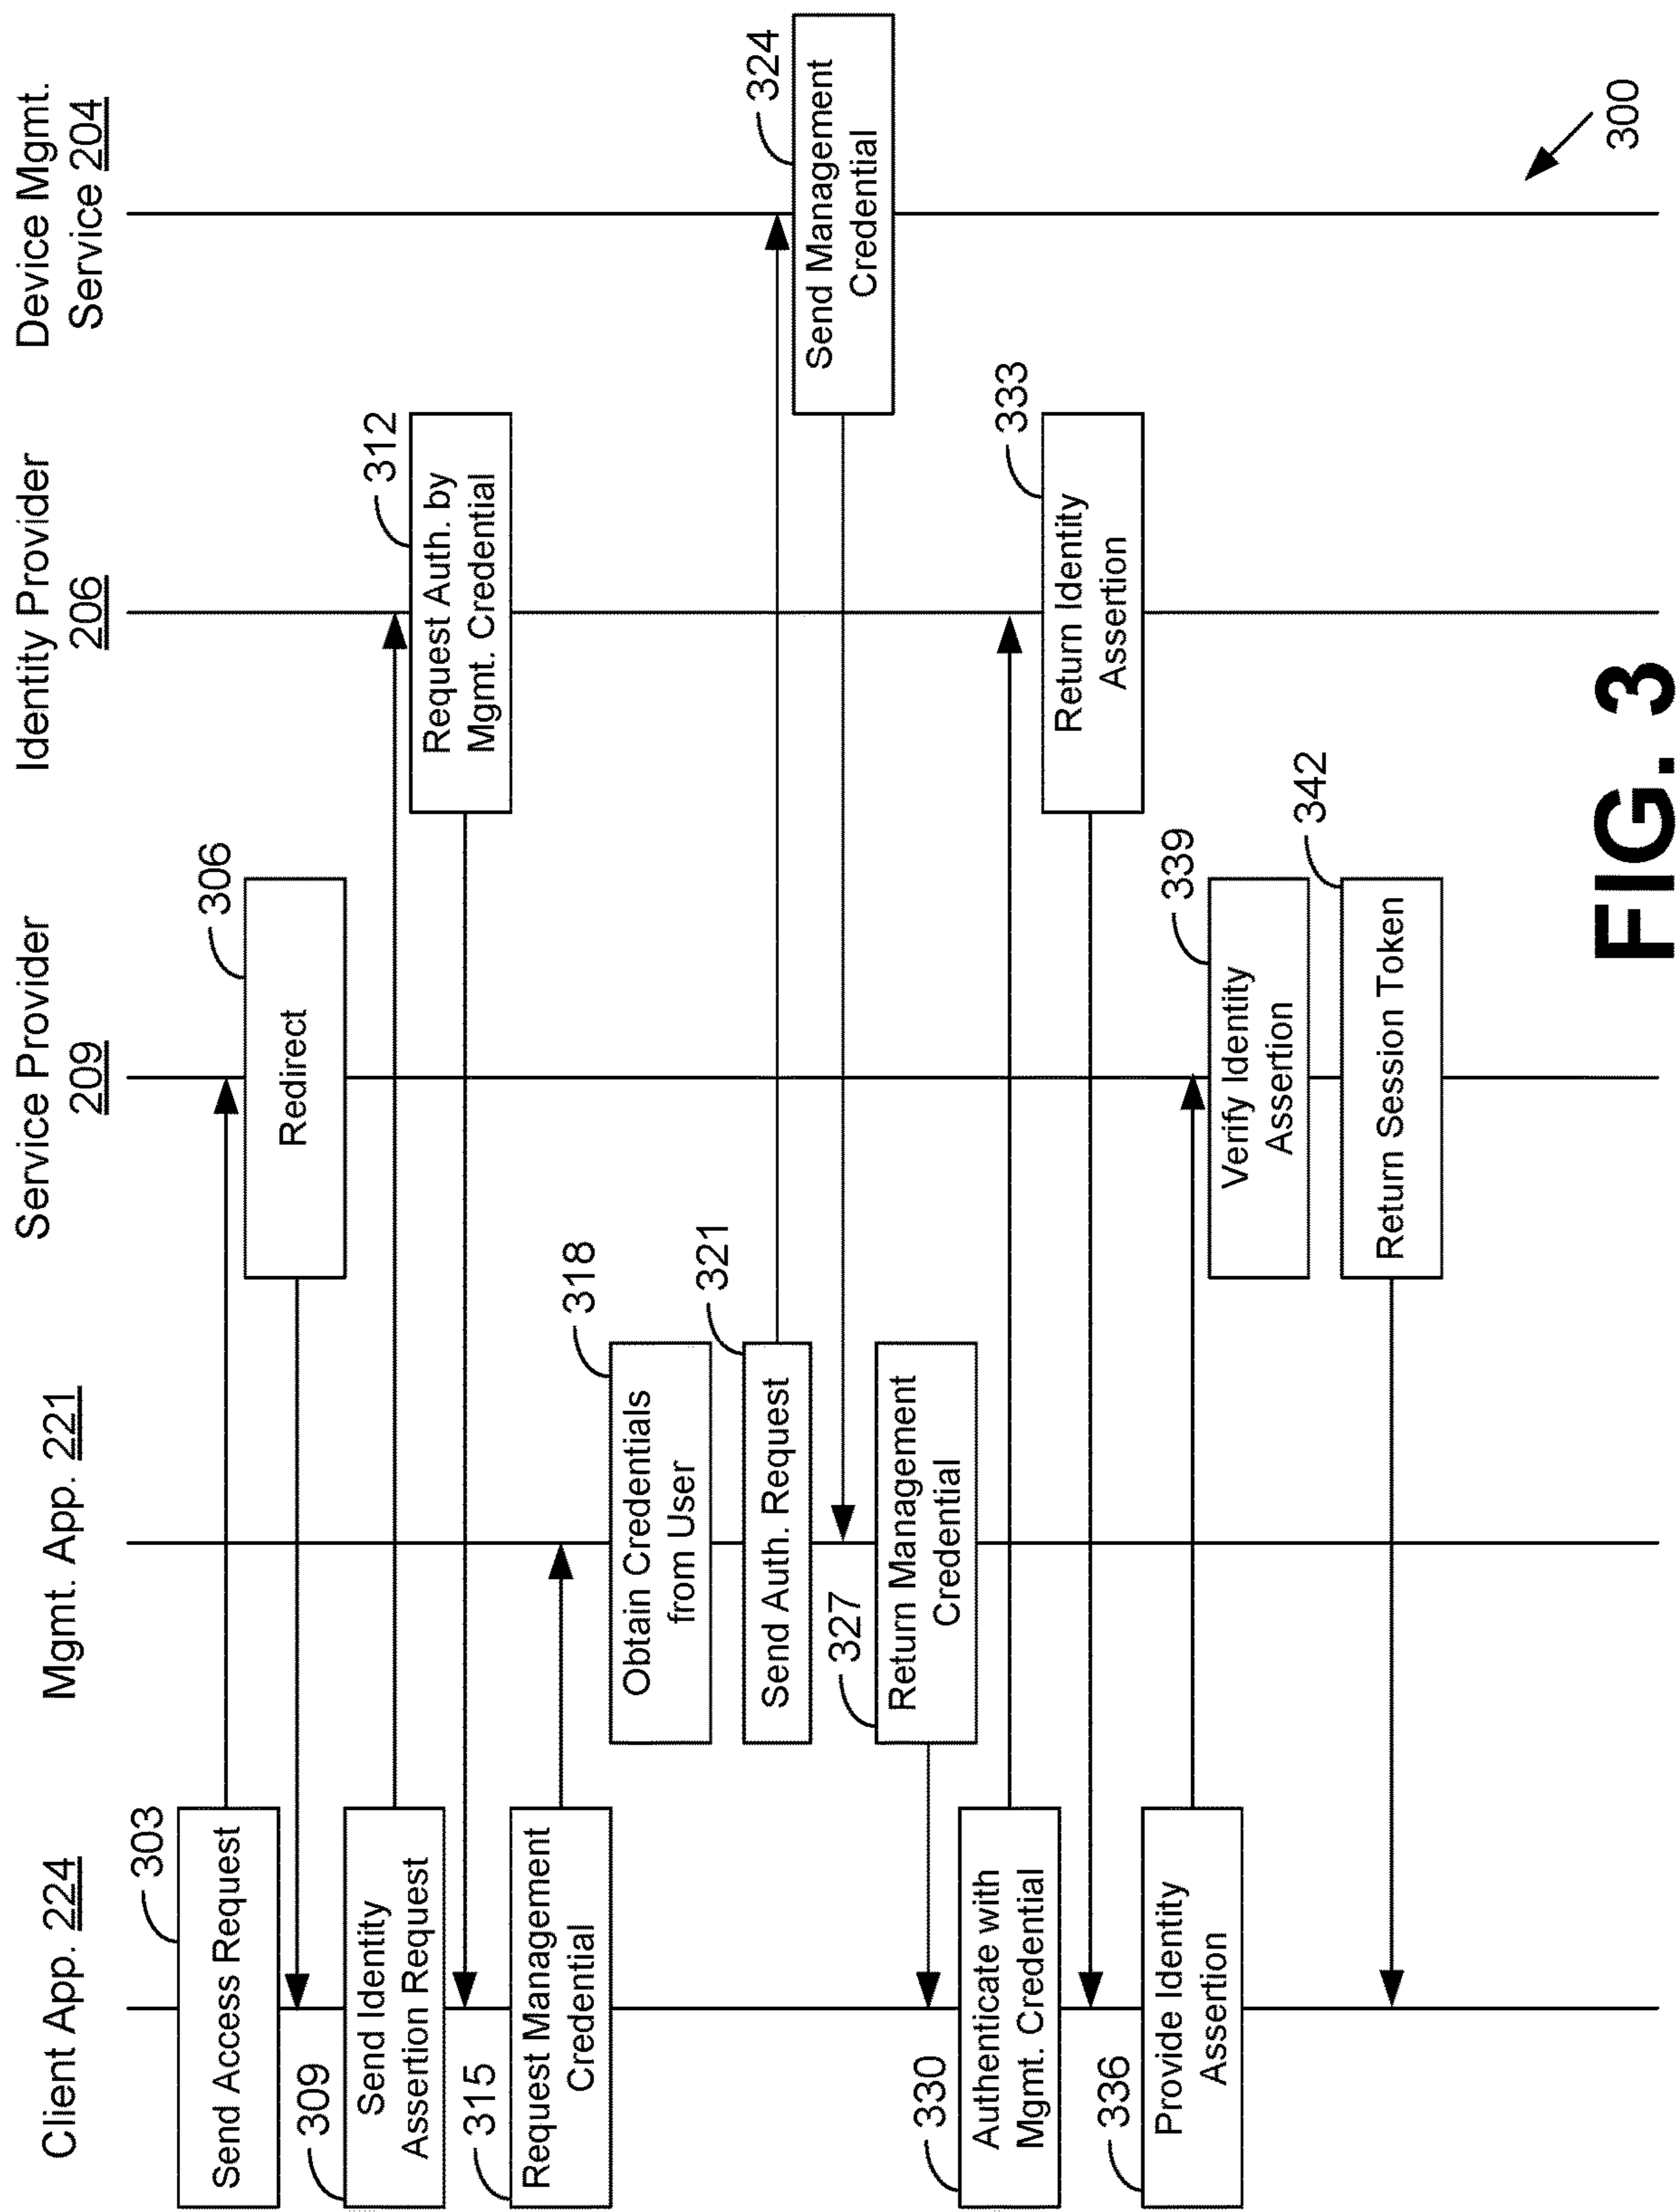 Client App. 224
Mgmt. App. 221
Service Provider
209
Identity Provider
206
Device Mgmt.
Service 204
303
Send Access Request
306
Redirect
309
Send Identity
Assertion Request
312
Request Auth. by
Mgmt. Credential
315
Request Management
Credential
318
Obtain Credentials
from User
321
Send Auth. Request
324
Send Management
Credential
327
Return Management
Credential
330
Authenticate with
Mgmt. Credential
333
Return Identity
Assertion
336
Provide Identity
Assertion
339
Verify Identity
Assertion
342
Return Session Token
300
FIG. 3